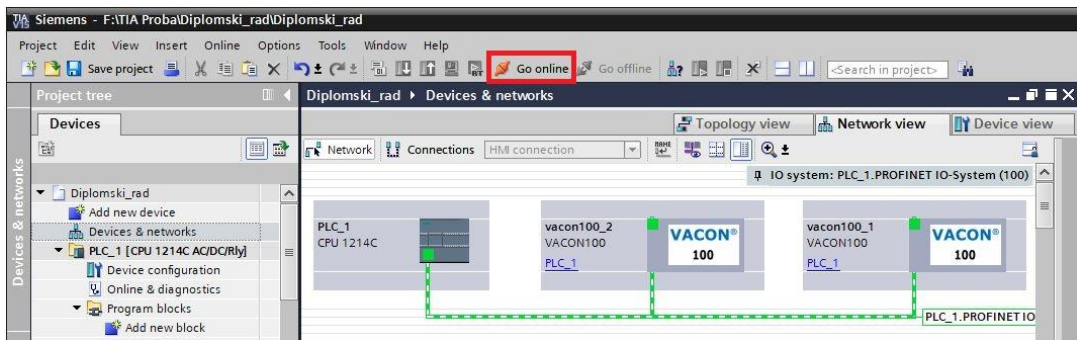 TIA V15 Siemens - F:\TIA Proba\Diplomski_rad\Diplomski_rad
Project Edit View Insert Online Options Tools Window Help
Save project Go online Go offline <Search in project>
Project tree
Diplomski_rad ▸ Devices & networks
Devices
Topology view Network view Device view
Network Connections HMI connection
IO system: PLC_1.PROFINET IO-System (100)
Devices & networks
Diplomski_rad
Add new device
Devices & networks
PLC_1 [CPU 1214C AC/DC/Rly]
Device configuration
Online & diagnostics
Program blocks
Add new block
PLC_1
CPU 1214C
vacon100_2
VACON100
PLC_1
VACON®
100
vacon100_1
VACON100
PLC_1
VACON®
100
PLC_1.PROFINET IO